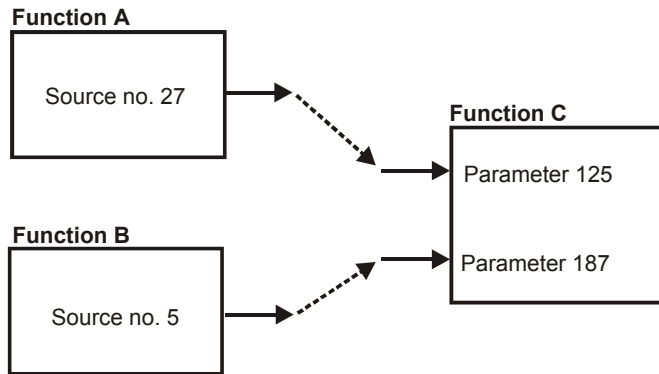 Function A
Source no. 27
Function C
Parameter 125
Function B
Parameter 187
Source no. 5